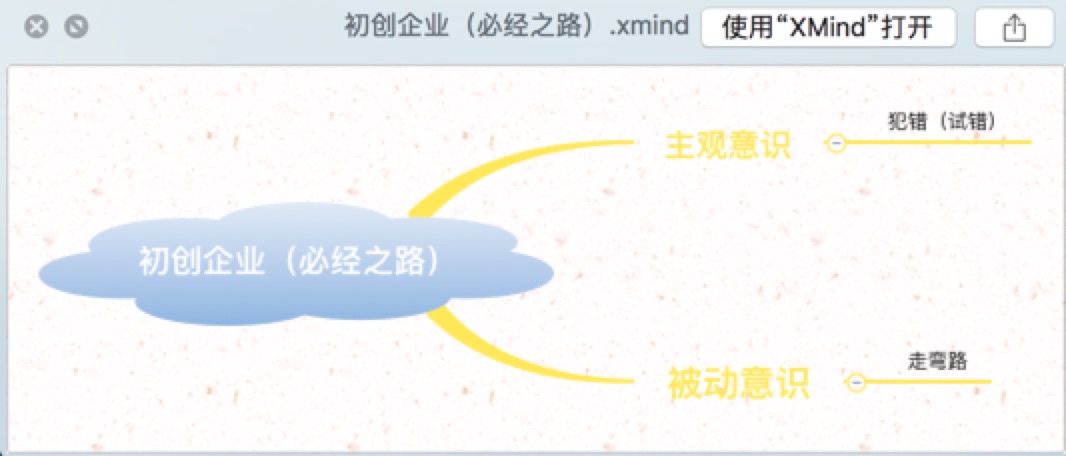 初创企业（必经之路）.xmind
使用“XMind”打开
犯错（试错）
主观意识
初创企业（必经之路）
走弯路
被动意识